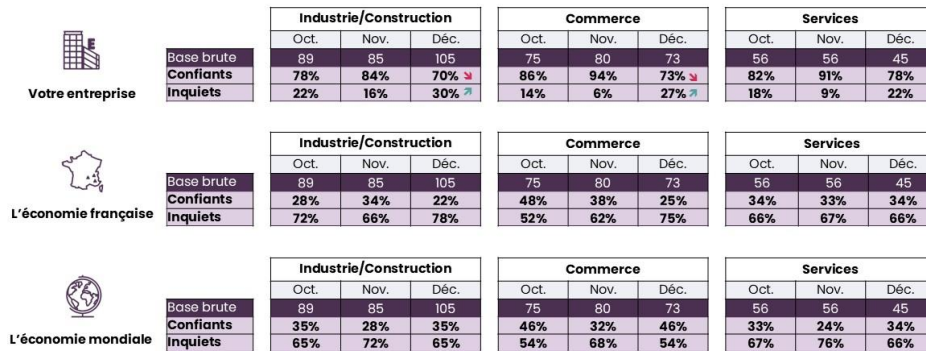 Industrie/Construction Commerce Services
Oct. Nov. Déc. Oct. Nov. Déc. Oct. Nov. Déc.
Base brute 89 85 105 75 80 73 56 56 45
Confiants 78% 84% 70% 86% 94% 73% 82% 91% 78%
Votre entreprise Inquiets 22% 16% 30% 14% 6% 27% 18% 9% 22%
Industrie/Construction Commerce Services
Oct. Nov. Déc. Oct. Nov. Déc. Oct. Nov. Déc.
Base brute 89 85 105 75 80 73 56 56 45
Confiants 28% 34% 22% 48% 38% 25% 34% 33% 34%
L'économie française Inquiets 72% 66% 78% 52% 62% 75% 66% 67% 66%
Industrie/Construction Commerce Services
Oct. Nov. Déc. Oct. Nov. Déc. Oct. Nov. Déc.
Base brute 89 85 105 75 80 73 56 56 45
Confiants 35% 28% 35% 46% 32% 46% 33% 24% 34%
L'économie mondiale Inquiets 65% 72% 65% 54% 68% 54% 67% 76% 66%